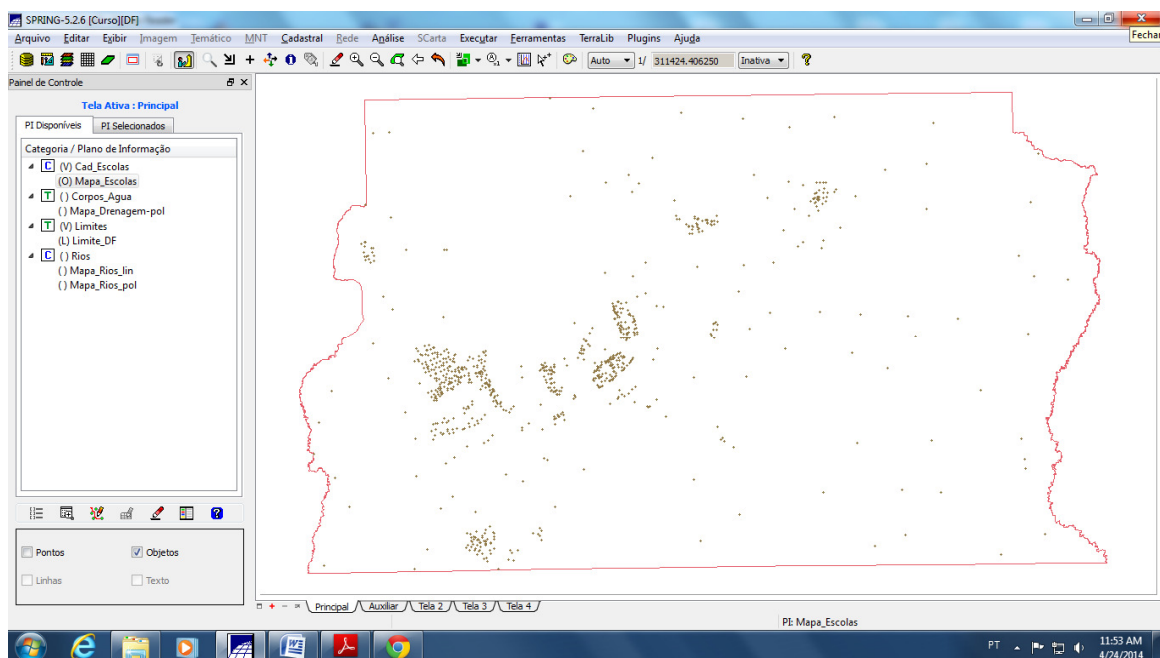 SPRING-5.2.6 [Curso][DF]
Arquivo Editar Exibir Imagem Temático MNT Cadastral Rede Análise SCarta Executar Ferramentas TerraLib Plugins Ajuda
Fechar
Auto 1/ 311424.406250 Inativa
Painel de Controle
Tela Ativa : Principal
PI Disponíveis PI Selecionados
Categoria / Plano de Informação
C (V) Cad_Escolas
(O) Mapa_Escolas
T ( ) Corpos_Agua
( ) Mapa_Drenagem-pol
T (V) Limites
(L) Limite_DF
C ( ) Rios
( ) Mapa_Rios_lin
( ) Mapa_Rios_pol
Pontos Objetos
Linhas Texto
Principal Auxiliar Tela 2 Tela 3 Tela 4
PI: Mapa_Escolas
PT 11:53 AM
4/24/2014